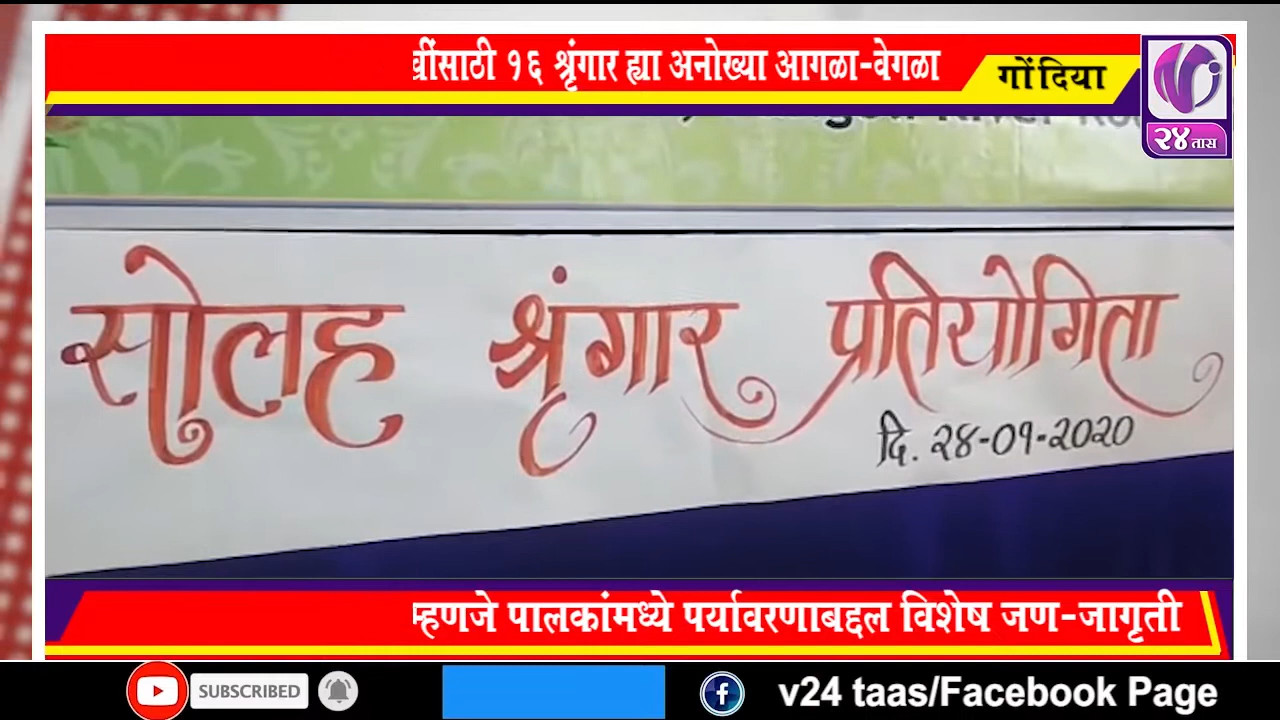 १६ श्रृंगार ह्या अनोख्या आगळा-वेगळा
गोंदिया
२४ तास
सोलह श्रृंगार प्रतियोगिता
दि. २४-०१-२०२०
म्हणजे पालकांमध्ये पर्यावरणाबद्दल विशेष जण-जागृती
SUBSCRIBED
v24 taas/Facebook Page